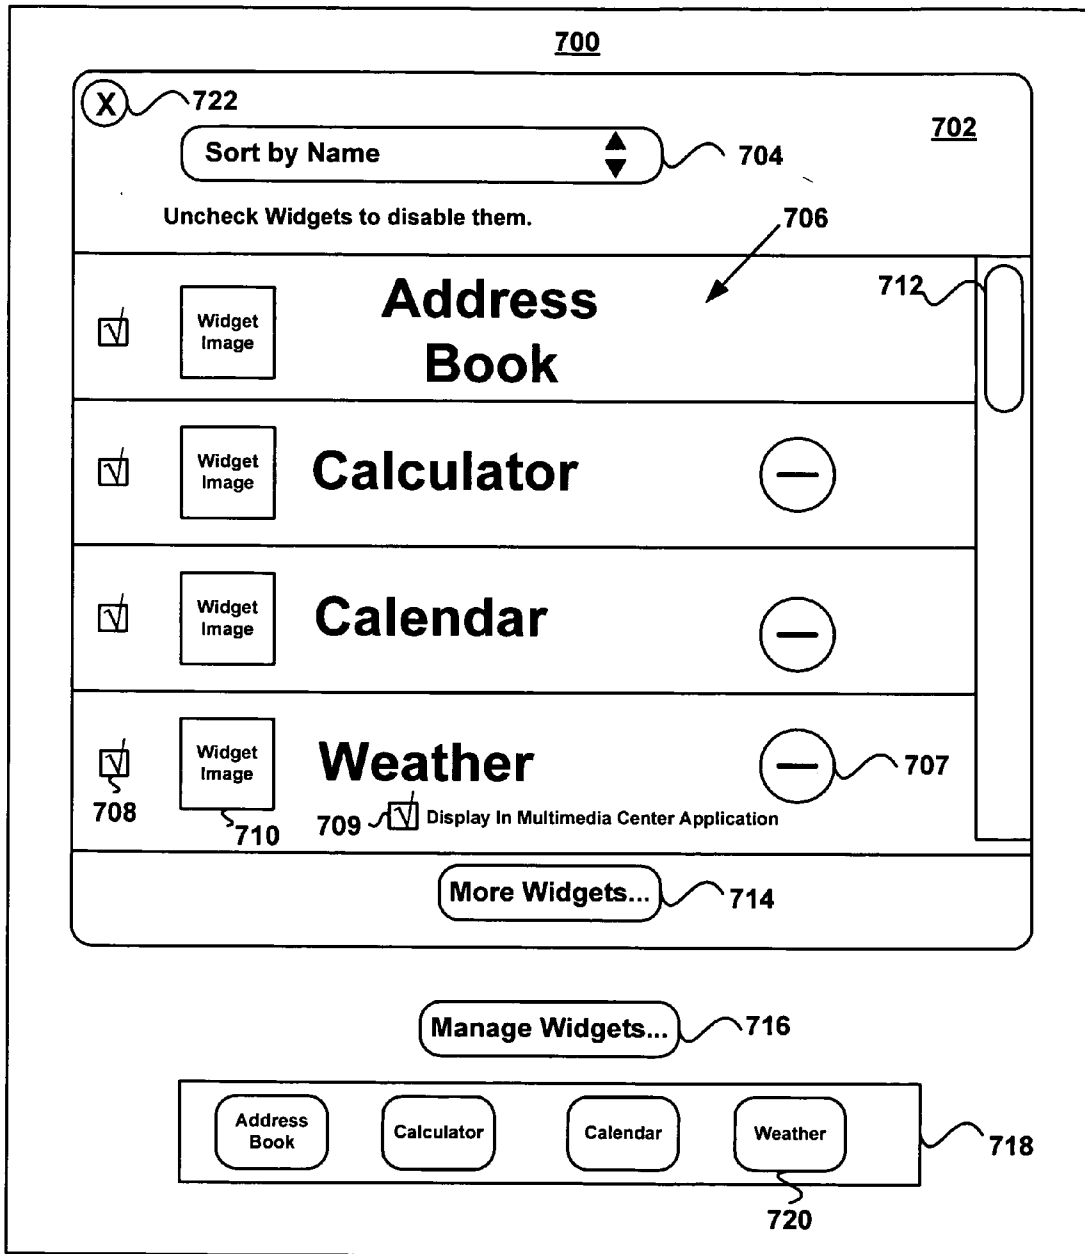 700
X
722
702
Sort by Name
704
Uncheck Widgets to disable them.
706
712
Widget
Image
Address
Book
Widget
Image
Calculator
Widget
Image
Calendar
Widget
Image
Weather
707
708
710
709
Display In Multimedia Center Application
More Widgets...
714
Manage Widgets...
716
Address
Book
Calculator
Calendar
Weather
718
720